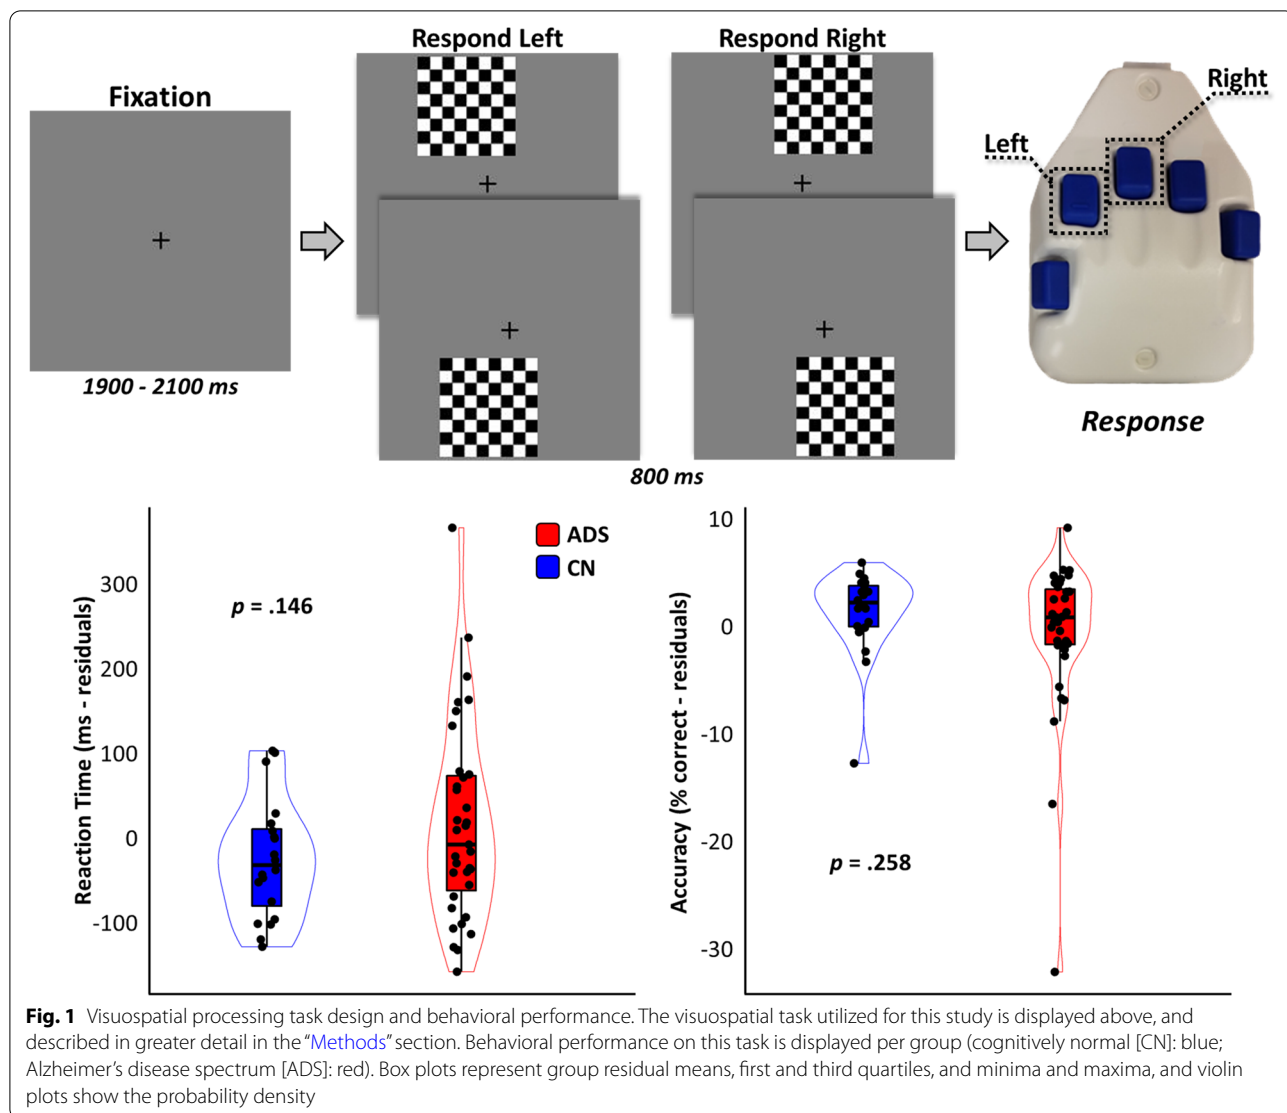 Respond Left
Respond Right
Fixation
Right
Left
1900 - 2100 ms
Response
800 ms
Reaction Time (ms - residuals)
300
200
100
0
-100
p = .146
ADS
CN
Accuracy (% correct - residuals)
10
0
-10
-20
-30
p = .258
Fig. 1 Visuospatial processing task design and behavioral performance. The visuospatial task utilized for this study is displayed above, and
described in greater detail in the “Methods” section. Behavioral performance on this task is displayed per group (cognitively normal [CN]: blue;
Alzheimer’s disease spectrum [ADS]: red). Box plots represent group residual means, first and third quartiles, and minima and maxima, and violin
plots show the probability density